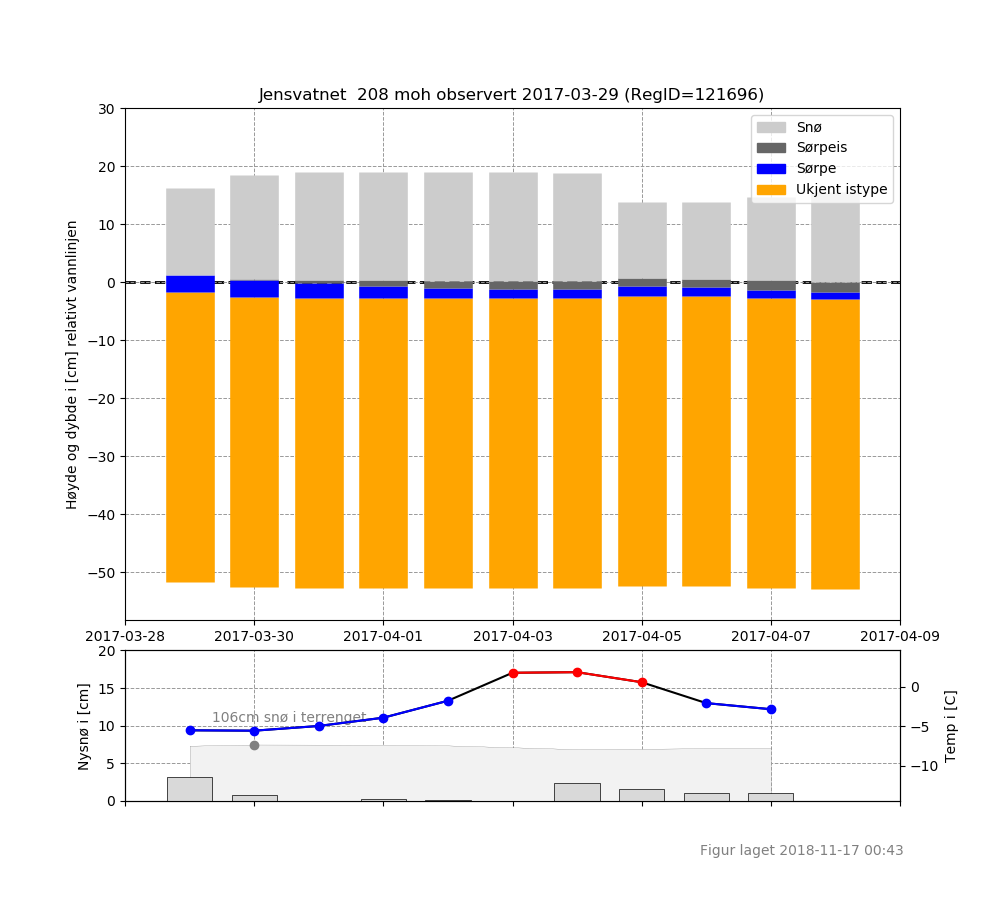 Jensvatnet  208 moh observert 2017-03-29 (RegID=121696)
Høyde og dybde i [cm] relativt vannlinjen
30
20
10
0
−10
−20
−30
−40
−50
Snø
Sørpeis
Sørpe
Ukjent istype
2017-03-28 2017-03-30 2017-04-01 2017-04-03 2017-04-05 2017-04-07 2017-04-09
Nysnø i [cm]
20
15
10
5
0
106cm snø i terrenget
0
−5
−10
Temp i [C]
Figur laget 2018-11-17 00:43